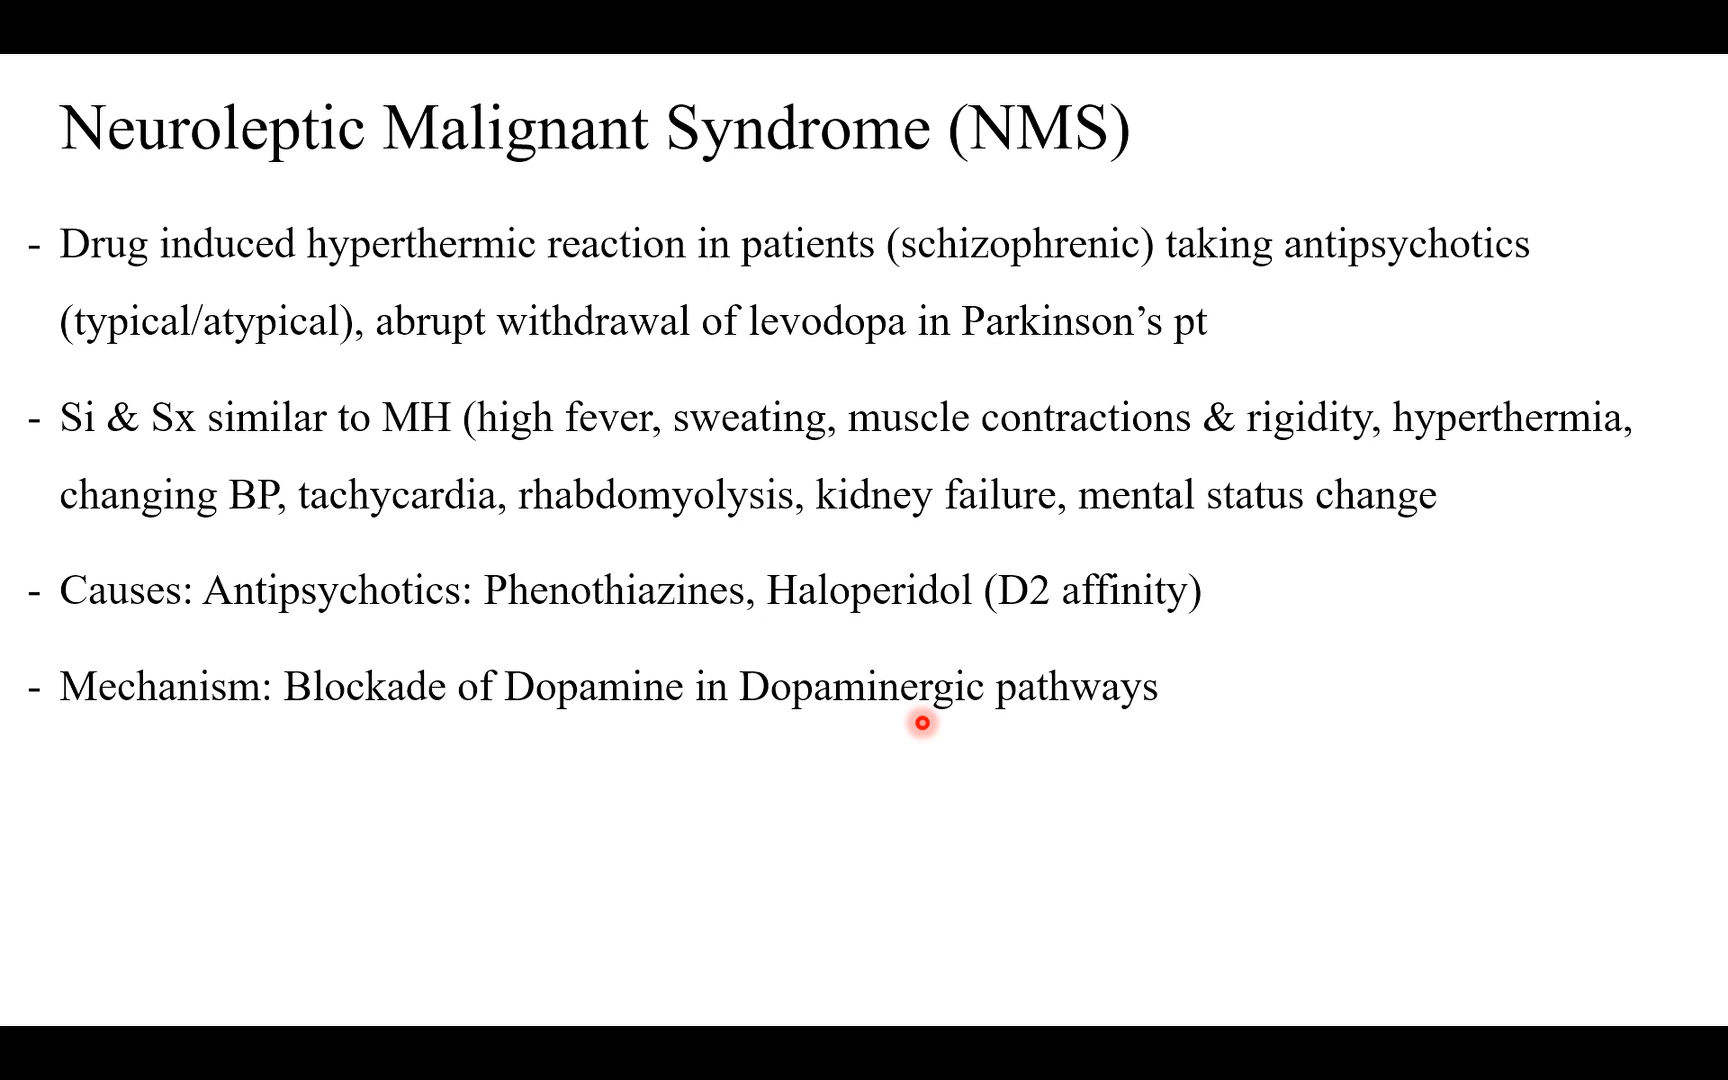 Neuroleptic Malignant Syndrome (NMS)
- Drug induced hyperthermic reaction in patients (schizophrenic) taking antipsychotics
(typical/atypical), abrupt withdrawal of levodopa in Parkinson’s pt
- Si & Sx similar to MH (high fever, sweating, muscle contractions & rigidity, hyperthermia,
changing BP, tachycardia, rhabdomyolysis, kidney failure, mental status change
- Causes: Antipsychotics: Phenothiazines, Haloperidol (D2 affinity)
- Mechanism: Blockade of Dopamine in Dopaminergic pathways